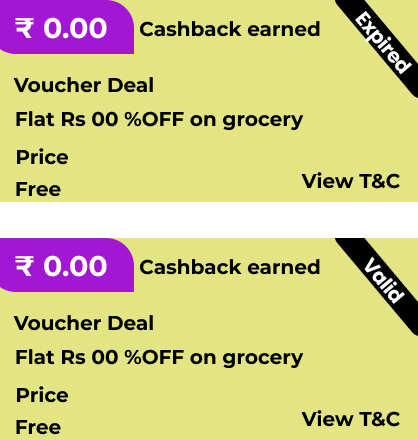 ₹ 0.00 Cashback earned Expired
Voucher Deal
Flat Rs 00 %OFF on grocery
Price
Free View T&C
₹ 0.00 Cashback earned Valid
Voucher Deal
Flat Rs 00 %OFF on grocery
Price
Free View T&C